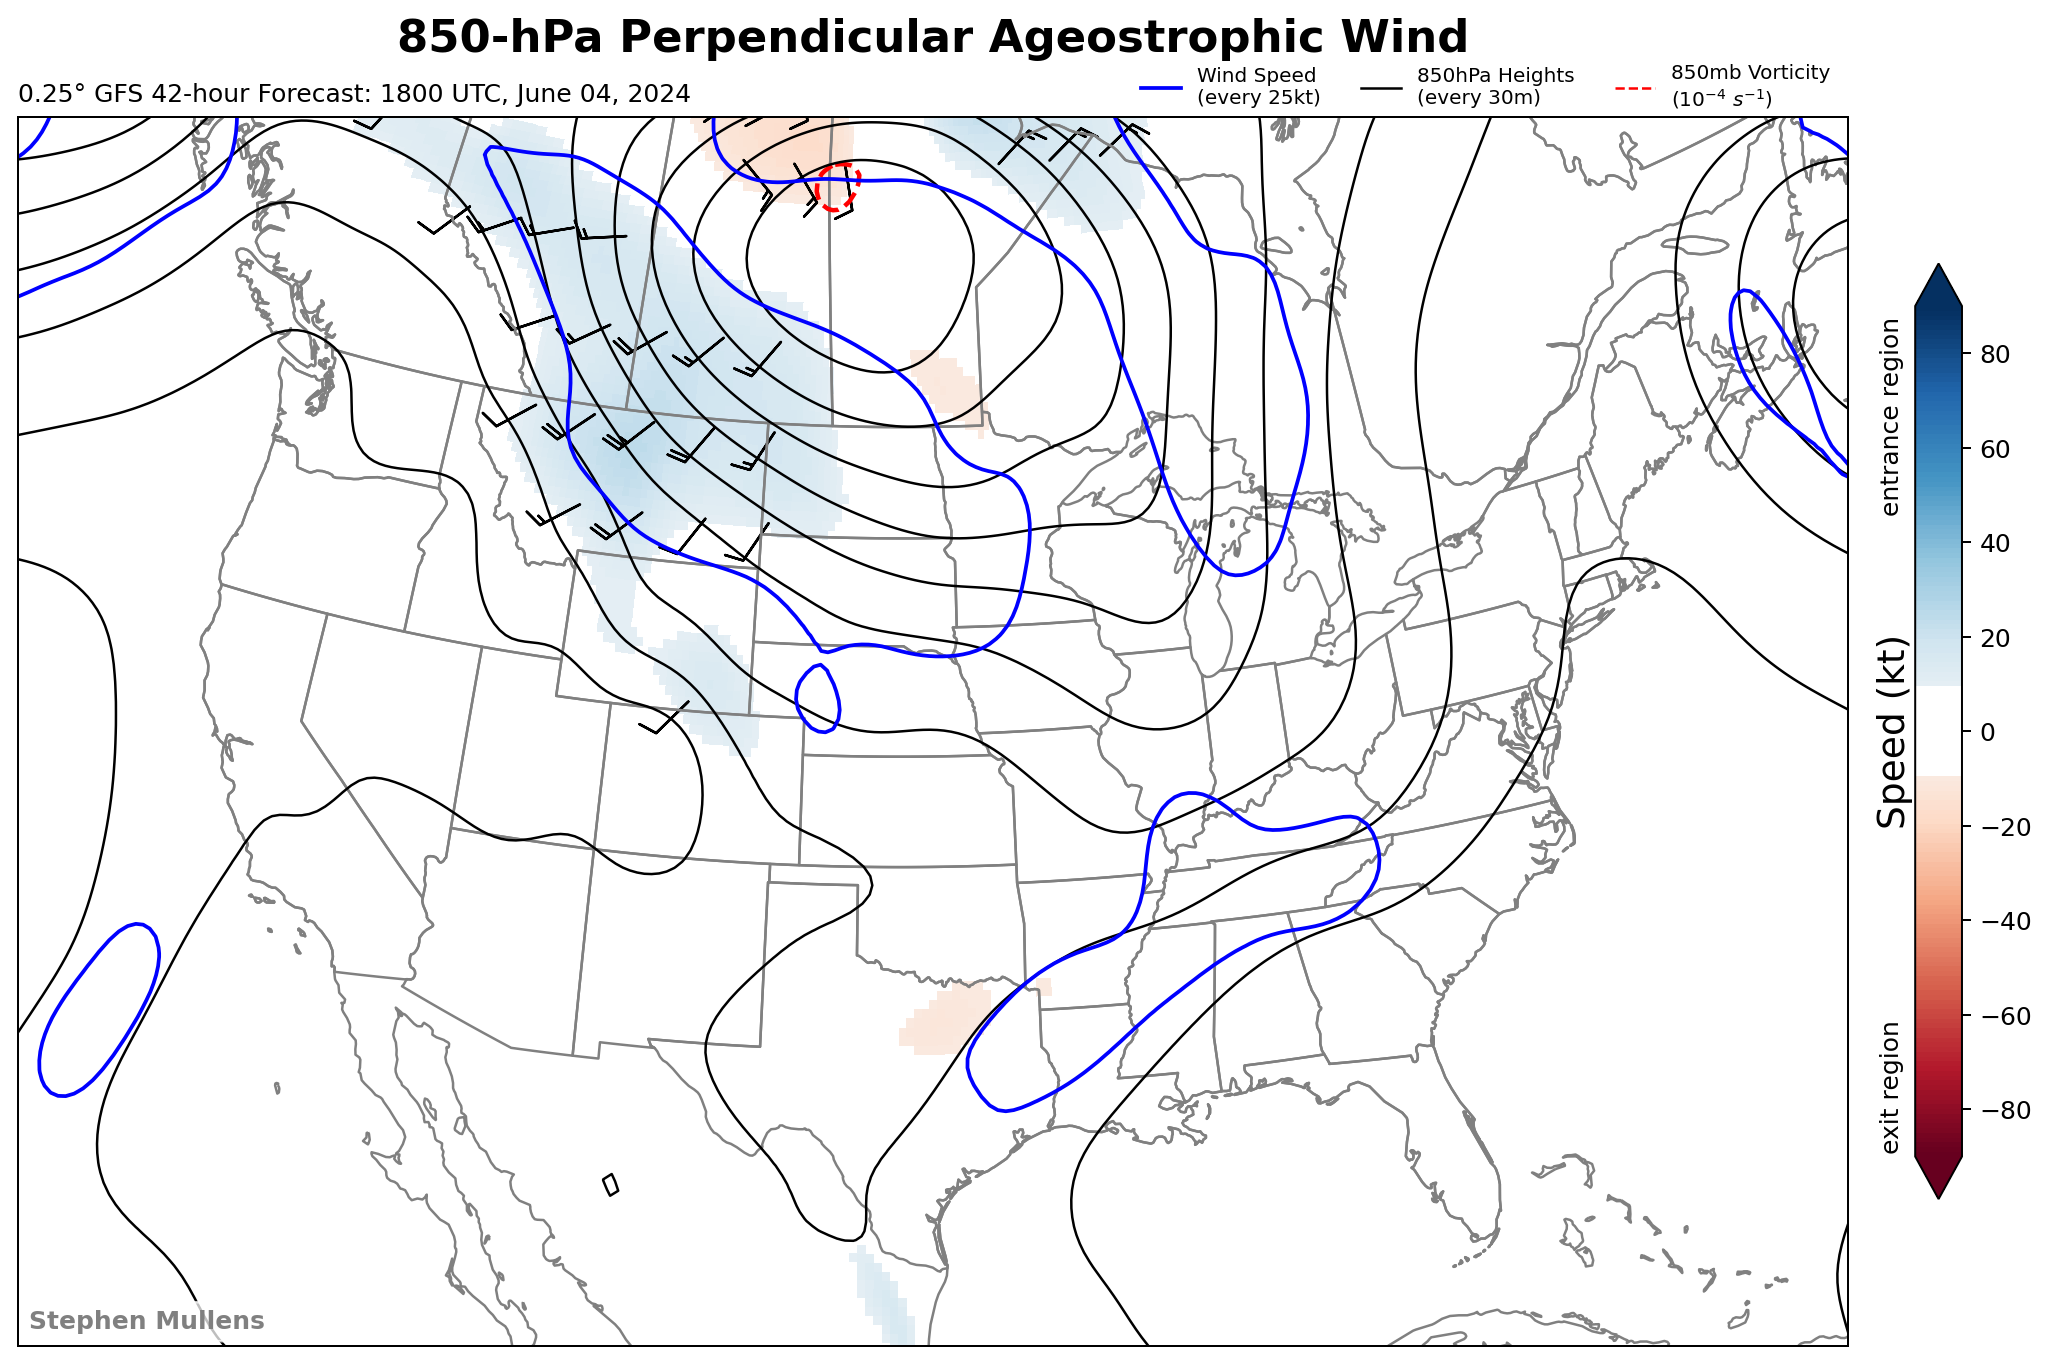 850-hPa Perpendicular Ageostrophic Wind
0.25° GFS 42-hour Forecast: 1800 UTC, June 04, 2024
Wind Speed
(every 25kt)
850hPa Heights
(every 30m)
850mb Vorticity
(10⁻⁴ s⁻¹)
80
60
40
20
0
−20
−40
−60
−80
entrance region
Speed (kt)
exit region
Stephen Mullens